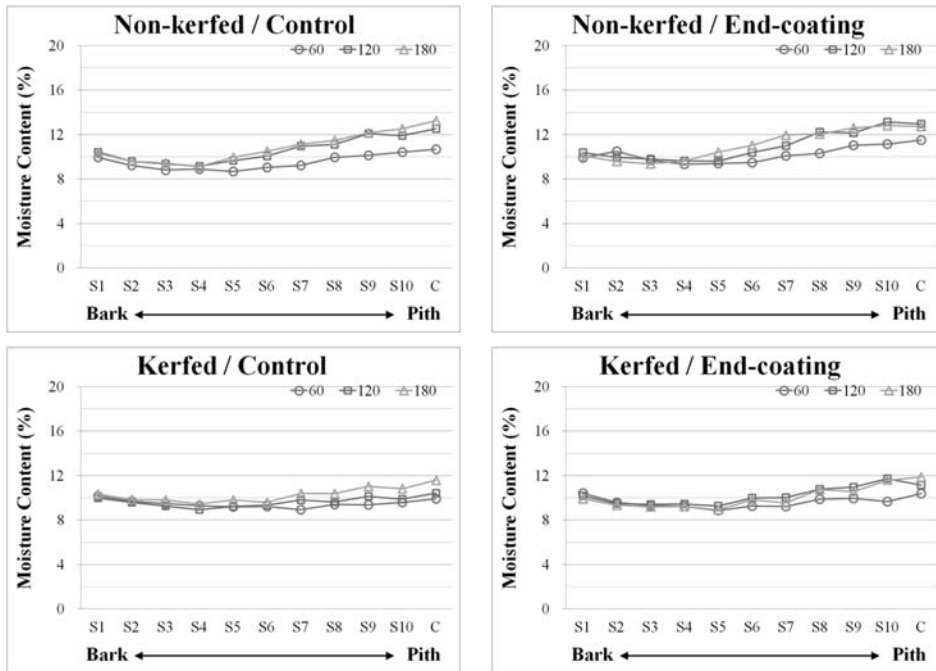 Non-kerfed / Control
60 120 180
Moisture Content (%)
20
16
12
8
4
0
S1 S2 S3 S4 S5 S6 S7 S8 S9 S10 C
Bark Pith
Non-kerfed / End-coating
60 120 180
Moisture Content (%)
20
16
12
8
4
0
S1 S2 S3 S4 S5 S6 S7 S8 S9 S10 C
Bark Pith
Kerfed / Control
60 120 180
Moisture Content (%)
20
16
12
8
4
0
S1 S2 S3 S4 S5 S6 S7 S8 S9 S10 C
Bark Pith
Kerfed / End-coating
60 120 180
Moisture Content (%)
20
16
12
8
4
0
S1 S2 S3 S4 S5 S6 S7 S8 S9 S10 C
Bark Pith